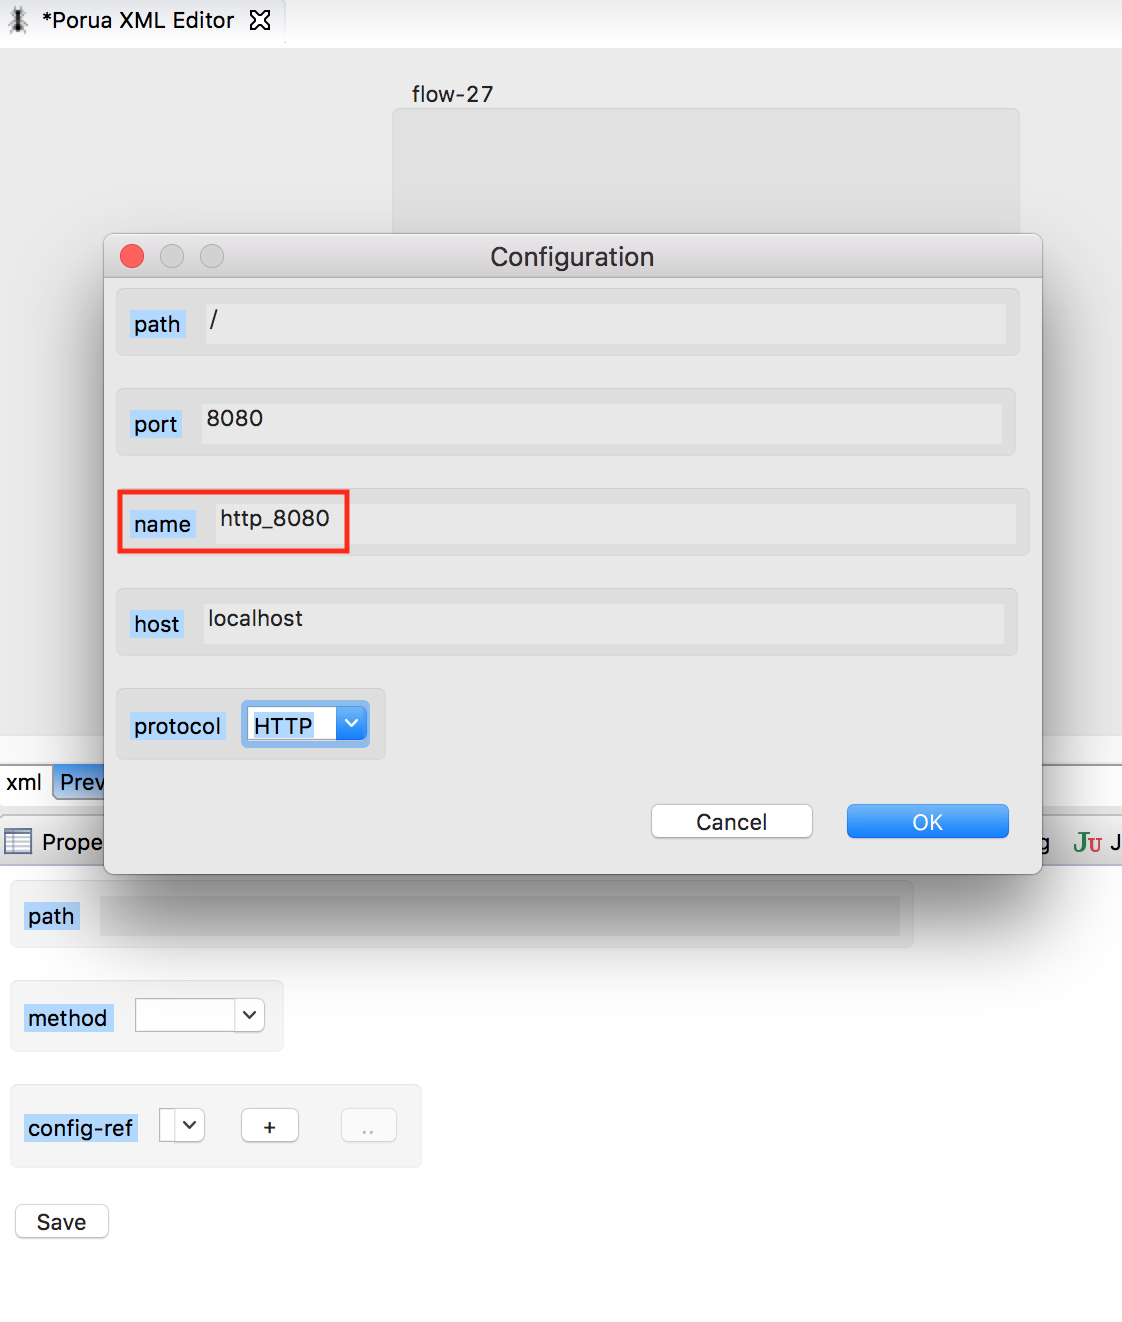 *Porua XML Editor
flow-27
Configuration
path /
port 8080
name http_8080
host localhost
protocol HTTP
Cancel OK
xml Prev
Prope g JU J
path
method
config-ref + ..
Save